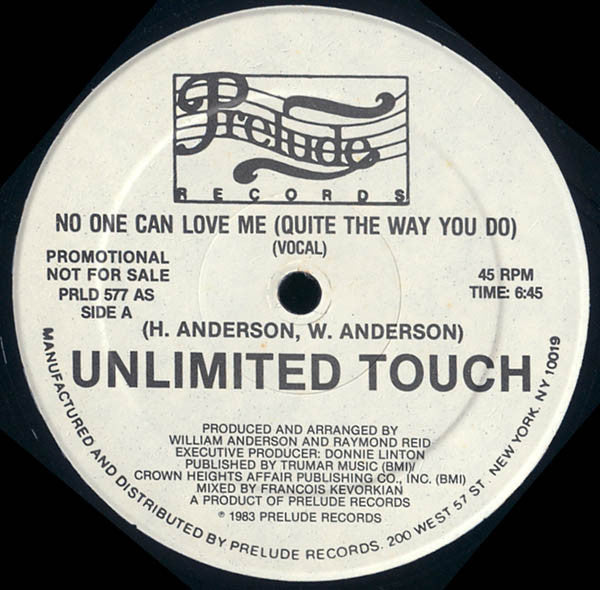 Prelude
RECORDS
NO ONE CAN LOVE ME (QUITE THE WAY YOU DO)
(VOCAL)
PROMOTIONAL
NOT FOR SALE
PRLD 577 AS
SIDE A
45 RPM
TIME: 6:45
(H. ANDERSON, W. ANDERSON)
UNLIMITED TOUCH
PRODUCED AND ARRANGED BY
WILLIAM ANDERSON AND RAYMOND REID
EXECUTIVE PRODUCER: DONNIE LINTON
PUBLISHED BY TRUMAR MUSIC (BMI)/
CROWN HEIGHTS AFFAIR PUBLISHING CO., INC. (BMI)
MIXED BY FRANCOIS KEVORKIAN
A PRODUCT OF PRELUDE RECORDS
℗ 1983 PRELUDE RECORDS
MANUFACTURED AND DISTRIBUTED BY PRELUDE RECORDS. 200 WEST 57 ST. NEW YORK. NY 10019